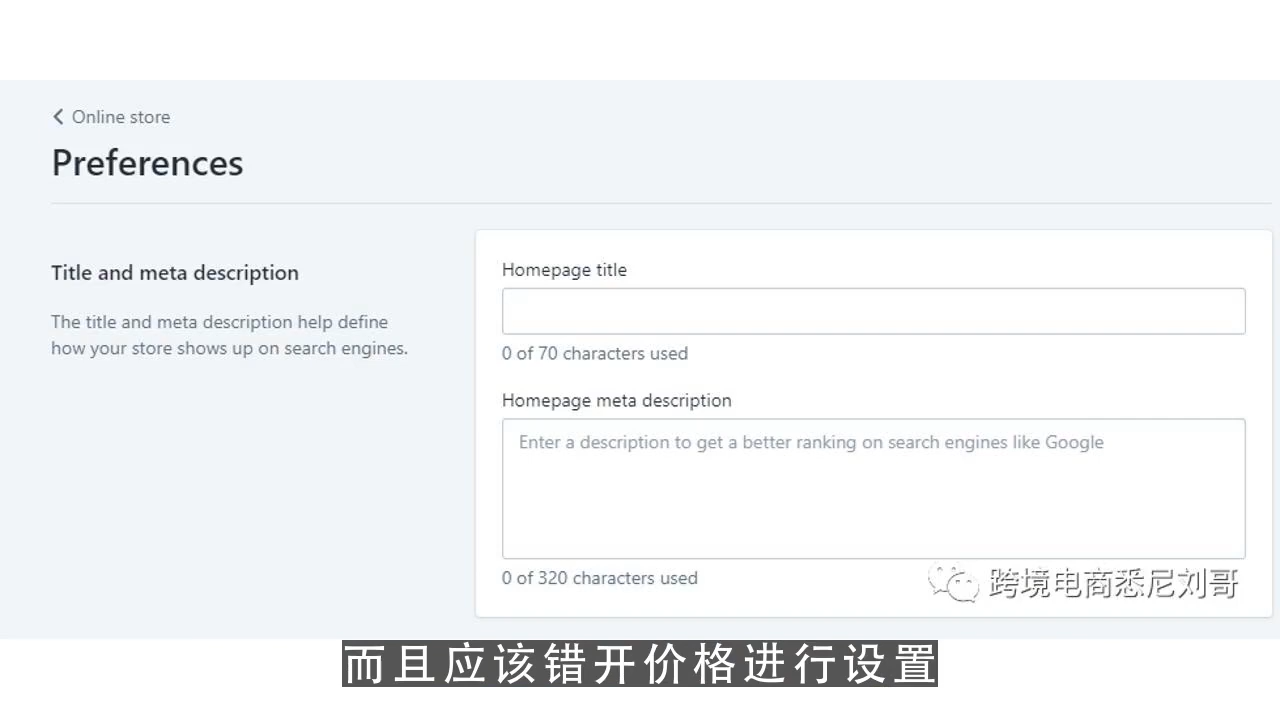 Online store
Preferences
Title and meta description
The title and meta description help define
how your store shows up on search engines.
Homepage title
0 of 70 characters used
Homepage meta description
Enter a description to get a better ranking on search engines like Google
0 of 320 characters used
跨境电商悉尼刘哥
而且应该错开价格进行设置